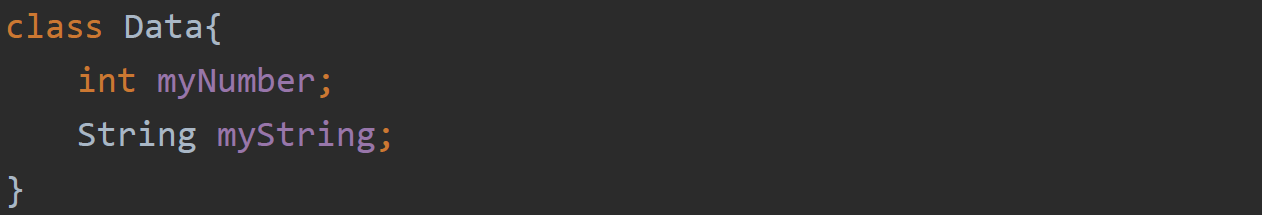 class Data{
    int myNumber;
    String myString;
}